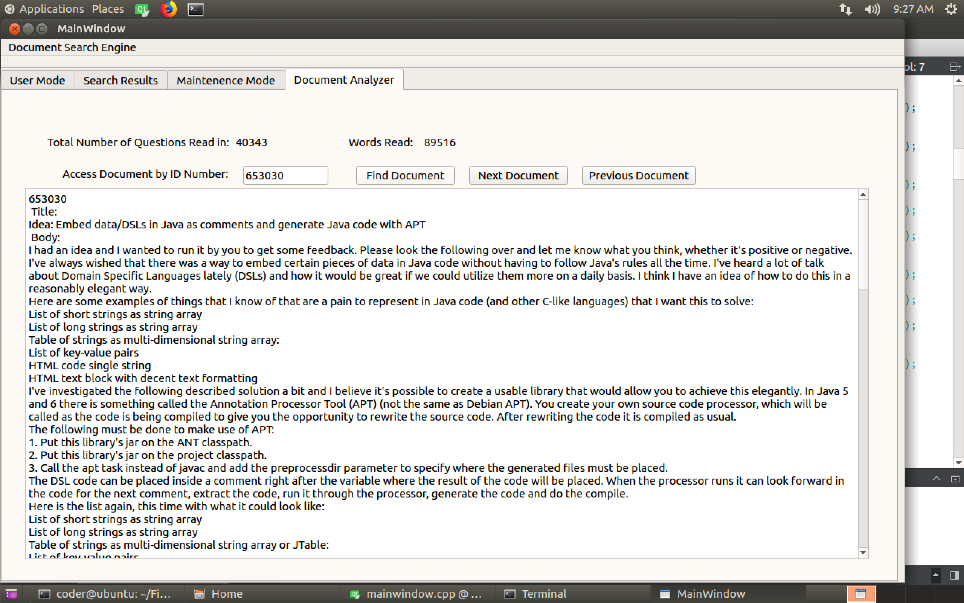 Applications Places 9:27 AM
MainWindow
Document Search Engine
User Mode Search Results Maintenence Mode Document Analyzer
ol: 7
Total Number of Questions Read in: 40343 Words Read: 89516
Access Document by ID Number: 653030 Find Document Next Document Previous Document
653030
Title:
Idea: Embed data/DSLs in Java as comments and generate Java code with APT
Body:
I had an idea and I wanted to run it by you to get some feedback. Please look the following over and let me know what you think, whether it's positive or negative.
I've always wished that there was a way to embed certain pieces of data in Java code without having to follow Java's rules all the time. I've heard a lot of talk
about Domain Specific Languages lately (DSLs) and how it would be great if we could utilize them more on a daily basis. I think I have an idea of how to do this in a
reasonably elegant way.
Here are some examples of things that I know of that are a pain to represent in Java code (and other C-like languages) that I want this to solve:
List of short strings as string array
List of long strings as string array
Table of strings as multi-dimensional string array:
List of key-value pairs
HTML code single string
HTML text block with decent text formatting
I've investigated the following described solution a bit and I believe it's possible to create a usable library that would allow you to achieve this elegantly. In Java 5
and 6 there is something called the Annotation Processor Tool (APT) (not the same as Debian APT). You create your own source code processor, which will be
called as the code is being compiled to give you the opportunity to rewrite the source code. After rewriting the code it is compiled as usual.
The following must be done to make use of APT:
1. Put this library's jar on the ANT classpath.
2. Put this library's jar on the project classpath.
3. Call the apt task instead of javac and add the preprocessdir parameter to specify where the generated files must be placed.
The DSL code can be placed inside a comment right after the variable where the result of the code will be placed. When the processor runs it can look forward in
the code for the next comment, extract the code, run it through the processor, generate the code and do the compile.
Here is the list again, this time with what it could look like:
List of short strings as string array
List of long strings as string array
Table of strings as multi-dimensional string array or JTable:
List of key-value pairs
);
);
);
);
);
);
);
);
);
coder@ubuntu: ~/Fi... Home mainwindow.cpp @ ... Terminal MainWindow